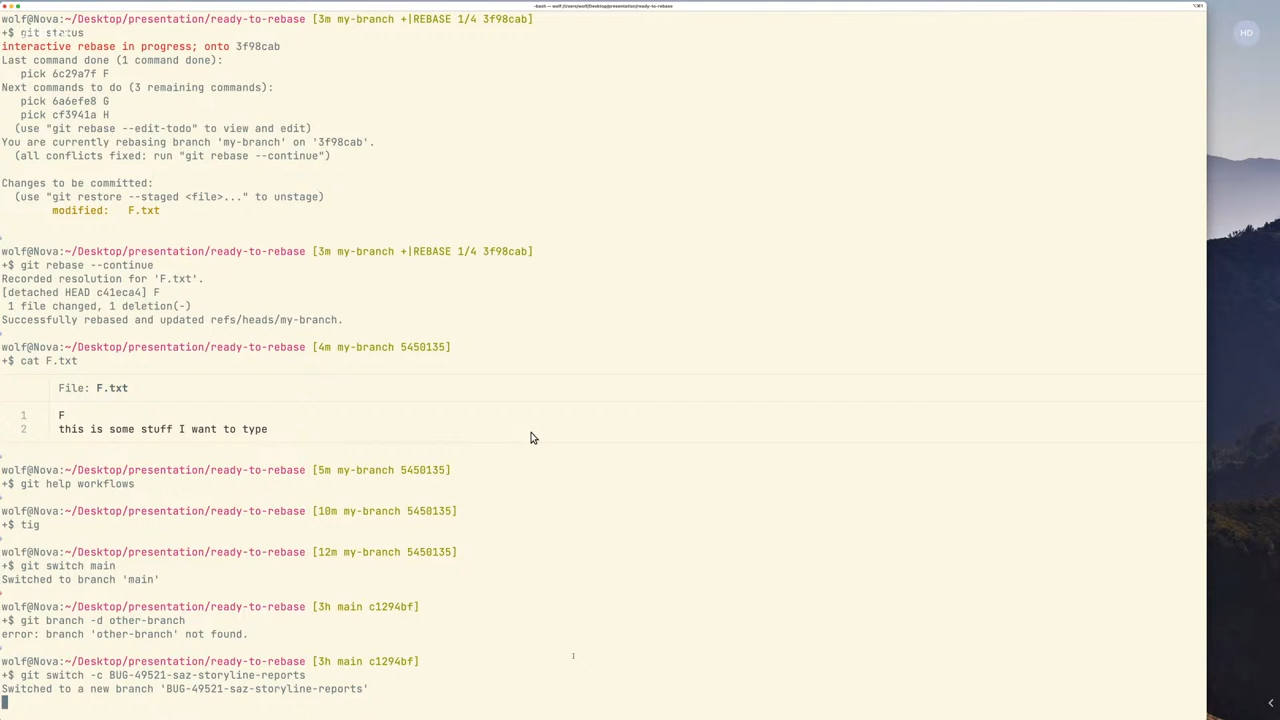 -bash — wolf:/Users/wolf/Desktop/presentation/ready-to-rebase
wolf@Nova:~/Desktop/presentation/ready-to-rebase [3m my-branch +|REBASE 1/4 3f98cab]
+$ git status
interactive rebase in progress; onto 3f98cab
Last command done (1 command done):
pick 6c29a7f F
Next commands to do (3 remaining commands):
pick 6a6efe8 G
pick cf3941a H
(use "git rebase --edit-todo" to view and edit)
You are currently rebasing branch 'my-branch' on '3f98cab'.
(all conflicts fixed: run "git rebase --continue")
Changes to be committed:
(use "git restore --staged <file>..." to unstage)
modified: F.txt
wolf@Nova:~/Desktop/presentation/ready-to-rebase [3m my-branch +|REBASE 1/4 3f98cab]
+$ git rebase --continue
Recorded resolution for 'F.txt'.
[detached HEAD c41eca4] F
1 file changed, 1 deletion(-)
Successfully rebased and updated refs/heads/my-branch.
wolf@Nova:~/Desktop/presentation/ready-to-rebase [4m my-branch 5450135]
+$ cat F.txt
File: F.txt
1 F
2 this is some stuff I want to type
wolf@Nova:~/Desktop/presentation/ready-to-rebase [5m my-branch 5450135]
+$ git help workflows
wolf@Nova:~/Desktop/presentation/ready-to-rebase [10m my-branch 5450135]
+$ tig
wolf@Nova:~/Desktop/presentation/ready-to-rebase [12m my-branch 5450135]
+$ git switch main
Switched to branch 'main'
wolf@Nova:~/Desktop/presentation/ready-to-rebase [3h main c1294bf]
+$ git branch -d other-branch
error: branch 'other-branch' not found.
wolf@Nova:~/Desktop/presentation/ready-to-rebase [3h main c1294bf]
+$ git switch -c BUG-49521-saz-storyline-reports
Switched to a new branch 'BUG-49521-saz-storyline-reports'
HD